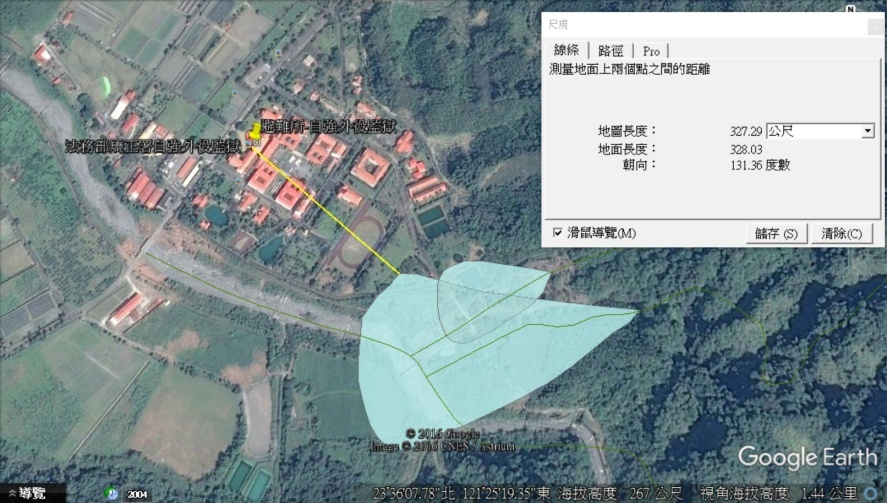 N
尺規
線條 路徑 Pro
測量地面上兩個點之間的距離
地圖長度： 327.29 公尺
地面長度： 328.03
朝向： 131.36 度數
滑鼠導覽(M) 儲存 (S) 清除(C)
避難所-自強外役監獄
法務部矯正署自強外役監獄
© 2016 Google
Image © 2016 CNES / Astrium
Google Earth
導覽 2004 23°36'07.78"北 121°25'19.35"東 海拔高度 267 公尺 視角海拔高度 1.44 公里